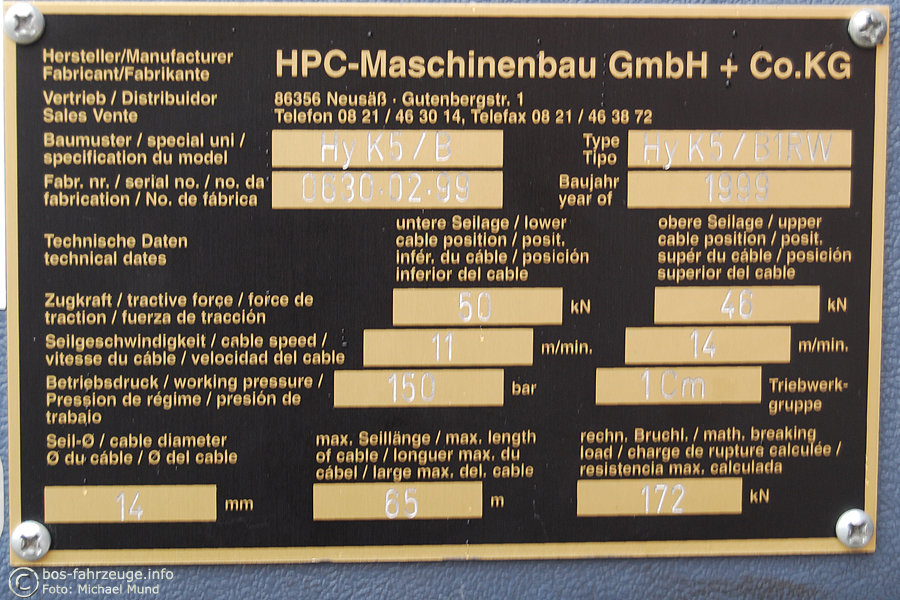 Hersteller/Manufacturer
Fabricant/Fabrikante
HPC-Maschinenbau GmbH + Co.KG
Vertrieb / Distribuidor
Sales Vente
86356 Neusäß · Gutenbergstr. 1
Telefon 08 21 / 46 30 14, Telefax 08 21 / 46 38 72
Baumuster / special uni /
specification du model
Hy K5/B
Type
Tipo
Hy K5/B1RW
Fabr. nr. / serial no. / no. da
fabrication / No. de fábrica
0630·02·99
Baujahr
year of
1999
Technische Daten
technical dates
untere Seilage / lower
cable position / posit.
infér. du cáble / posición
inferior del cable
obere Seilage / upper
cable position / posit.
supér du cáble / posición
superior del cable
Zugkraft / tractive force / force de
traction / fuerza de tracción
50 kN
46 kN
Seilgeschwindigkeit / cable speed /
vitesse du cáble / velocidad del cable
11 m/min.
14 m/min.
Betriebsdruck / working pressure /
Pression de régime / presión de
trabajo
150 bar
1Cm
Triebwerk-
gruppe
Seil-Ø / cable diameter
Ø du cáble / Ø del cable
14 mm
max. Seillänge / max. length
of cable / longuer max. du
cábel / large max. del. cable
65 m
rechn. Bruchl. / math. breaking
load / charge de rupture calculée /
resistencia max. calculada
172 kN
© bos-fahrzeuge.info
Foto: Michael Mund